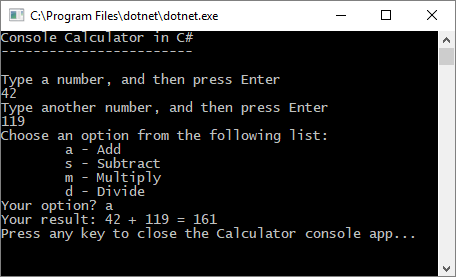 C:\Program Files\dotnet\dotnet.exe
Console Calculator in C#
------------------------
Type a number, and then press Enter
42
Type another number, and then press Enter
119
Choose an option from the following list:
        a - Add
        s - Subtract
        m - Multiply
        d - Divide
Your option? a
Your result: 42 + 119 = 161
Press any key to close the Calculator console app...